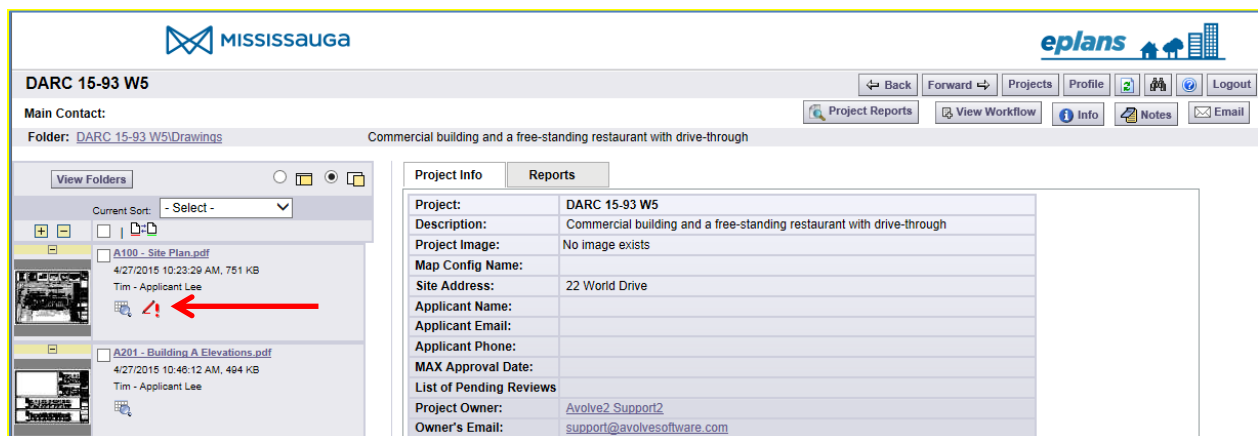 MISSISSauGa
eplans
DARC 15-93 W5
Back Forward Projects Profile Logout
Main Contact:
Project Reports View Workflow Info Notes Email
Folder: DARC 15-93 W5\Drawings Commercial building and a free-standing restaurant with drive-through
View Folders
Current Sort: - Select -
A100 - Site Plan.pdf
4/27/2015 10:23:29 AM, 751 KB
Tim - Applicant Lee
A201 - Building A Elevations.pdf
4/27/2015 10:46:12 AM, 494 KB
Tim - Applicant Lee
Project Info Reports
Project: DARC 15-93 W5
Description: Commercial building and a free-standing restaurant with drive-through
Project Image: No image exists
Map Config Name:
Site Address: 22 World Drive
Applicant Name:
Applicant Email:
Applicant Phone:
MAX Approval Date:
List of Pending Reviews
Project Owner: Avolve2 Support2
Owner's Email: support@avolvesoftware.com